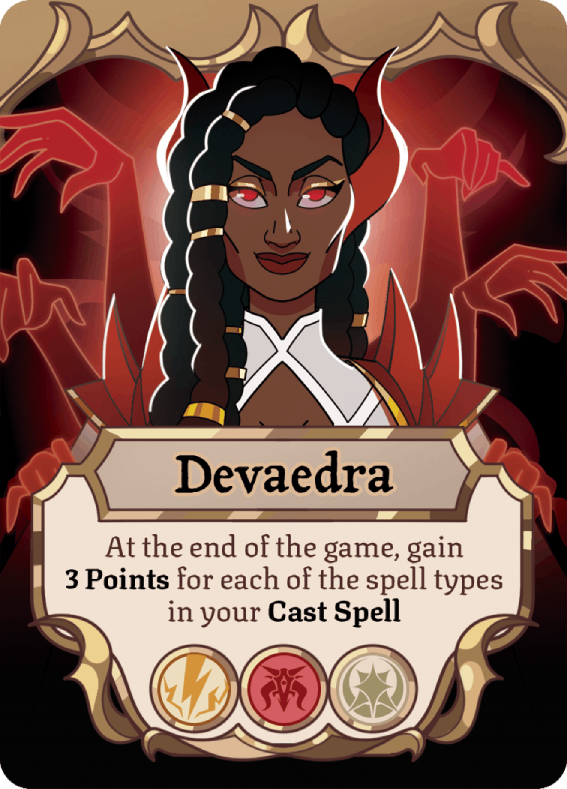 Devaedra
At the end of the game, gain
3 Points for each of the spell types
in your Cast Spell